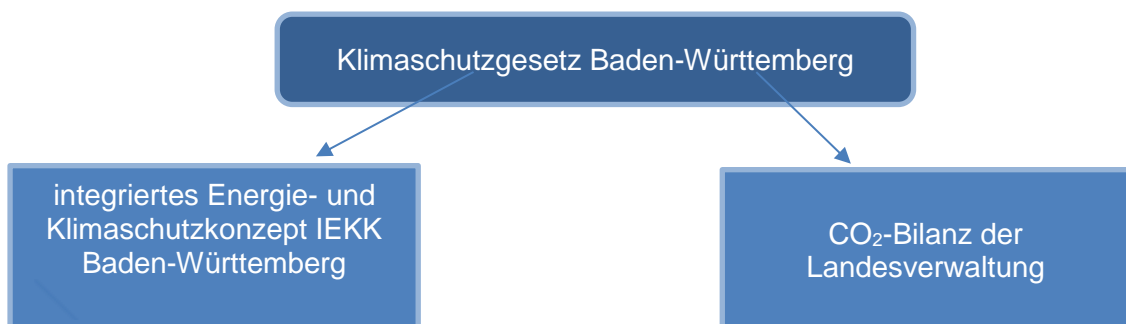 Klimaschutzgesetz Baden-Württemberg
integriertes Energie- und
Klimaschutzkonzept IEKK
Baden-Württemberg
CO₂-Bilanz der
Landesverwaltung